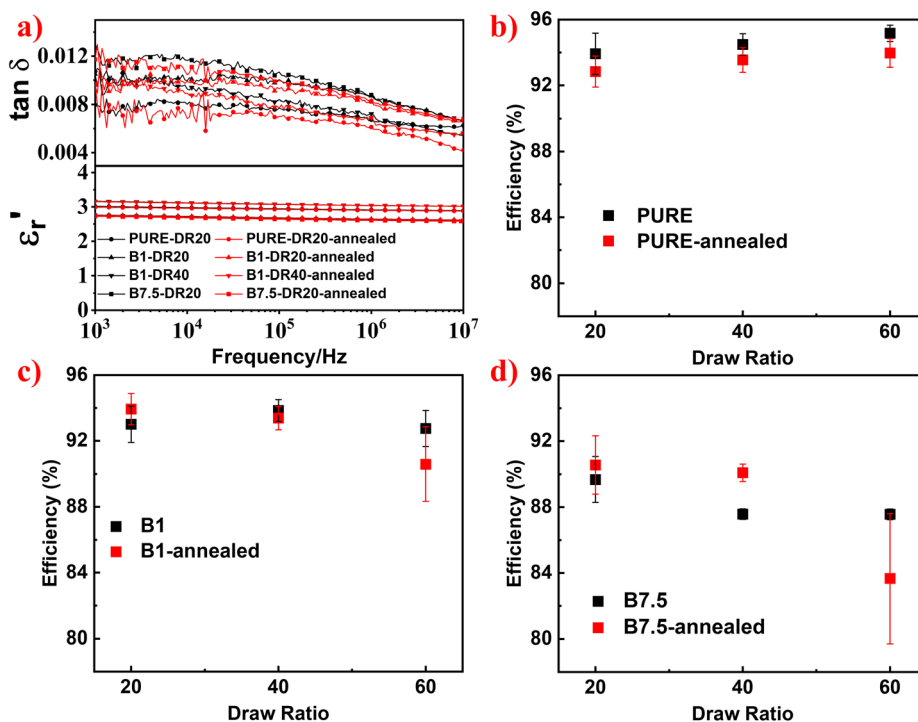 a)
tan δ
0.012
0.008
0.004
εr'
4
3
2
1
0
PURE-DR20 PURE-DR20-annealed
B1-DR20 B1-DR20-annealed
B1-DR40 B1-DR40-annealed
B7.5-DR20 B7.5-DR20-annealed
10³ 10⁴ 10⁵ 10⁶ 10⁷
Frequency/Hz
b)
Efficiency (%)
96
92
88
84
80
PURE
PURE-annealed
20 40 60
Draw Ratio
c)
Efficiency (%)
96
92
88
84
80
B1
B1-annealed
20 40 60
Draw Ratio
d)
Efficiency (%)
96
92
88
84
80
B7.5
B7.5-annealed
20 40 60
Draw Ratio